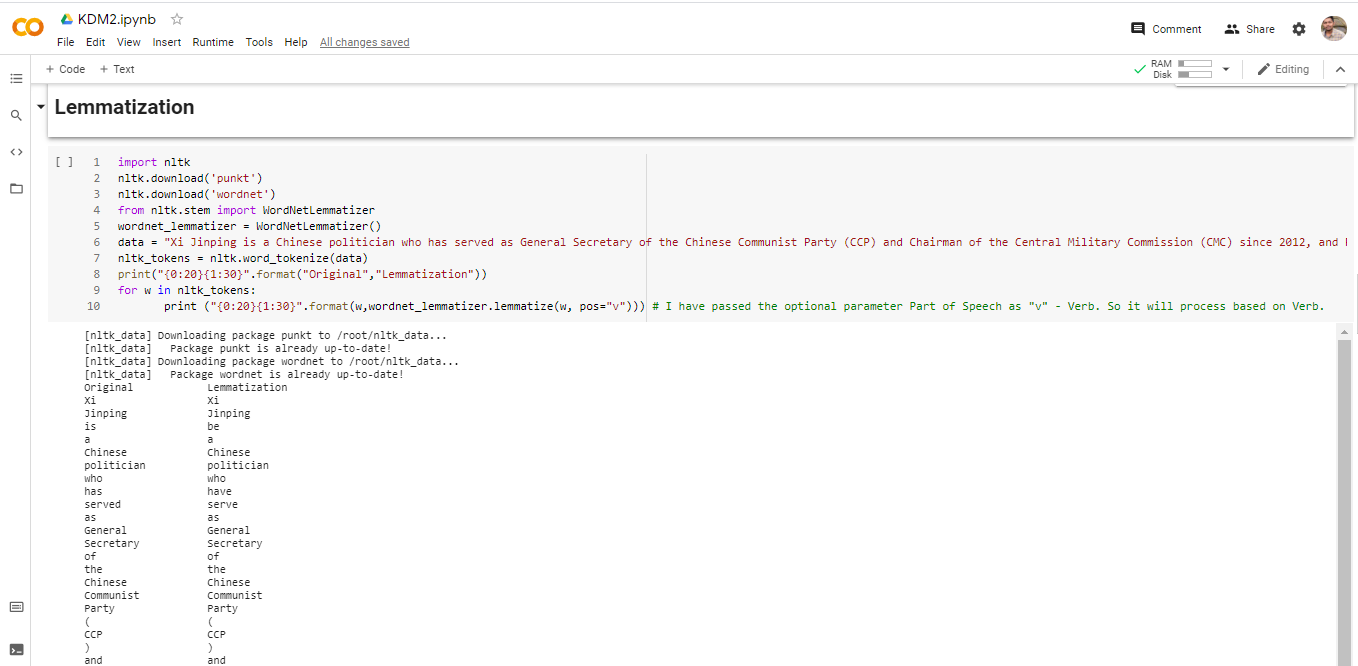 KDM2.ipynb
File Edit View Insert Runtime Tools Help All changes saved
Comment Share
+ Code + Text
RAM
Disk
Editing
Lemmatization
[ ] 1 import nltk
2 nltk.download('punkt')
3 nltk.download('wordnet')
4 from nltk.stem import WordNetLemmatizer
5 wordnet_lemmatizer = WordNetLemmatizer()
6 data = "Xi Jinping is a Chinese politician who has served as General Secretary of the Chinese Communist Party (CCP) and Chairman of the Central Military Commission (CMC) since 2012, and
7 nltk_tokens = nltk.word_tokenize(data)
8 print("{0:20}{1:30}".format("Original","Lemmatization"))
9 for w in nltk_tokens:
10 print ("{0:20}{1:30}".format(w,wordnet_lemmatizer.lemmatize(w, pos="v"))) # I have passed the optional parameter Part of Speech as "v" - Verb. So it will process based on Verb.
[nltk_data] Downloading package punkt to /root/nltk_data...
[nltk_data] Package punkt is already up-to-date!
[nltk_data] Downloading package wordnet to /root/nltk_data...
[nltk_data] Package wordnet is already up-to-date!
Original Lemmatization
Xi Xi
Jinping Jinping
is be
a a
Chinese Chinese
politician politician
who who
has have
served serve
as as
General General
Secretary Secretary
of of
the the
Chinese Chinese
Communist Communist
Party Party
( (
CCP CCP
) )
and and